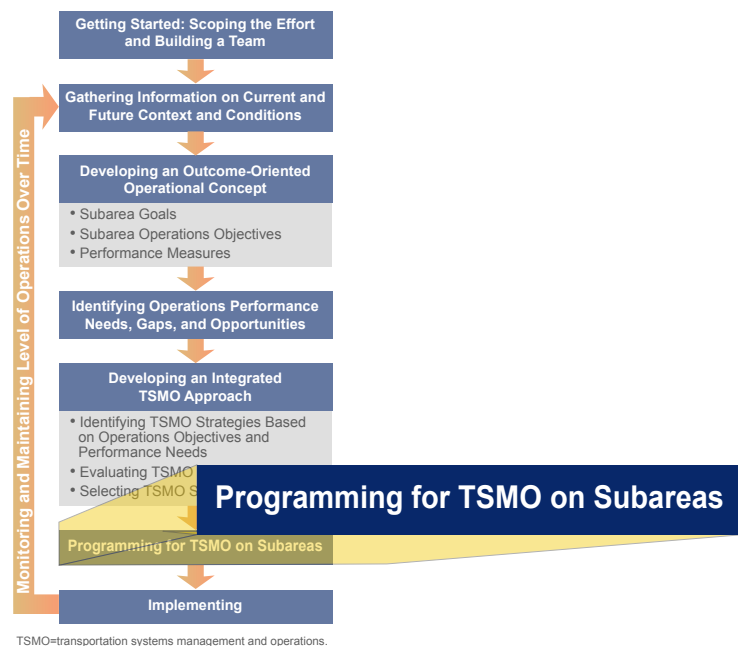 Getting Started: Scoping the Effort
and Building a Team
Gathering Information on Current and
Future Context and Conditions
Developing an Outcome-Oriented
Operational Concept
• Subarea Goals
• Subarea Operations Objectives
• Performance Measures
Identifying Operations Performance
Needs, Gaps, and Opportunities
Developing an Integrated
TSMO Approach
• Identifying TSMO Strategies Based
on Operations Objectives and
Performance Needs
• Evaluating TSMO
• Selecting TSMO S
Programming for TSMO on Subareas
Programming for TSMO on Subareas
Implementing
Monitoring and Maintaining Level of Operations Over Time
TSMO=transportation systems management and operations.